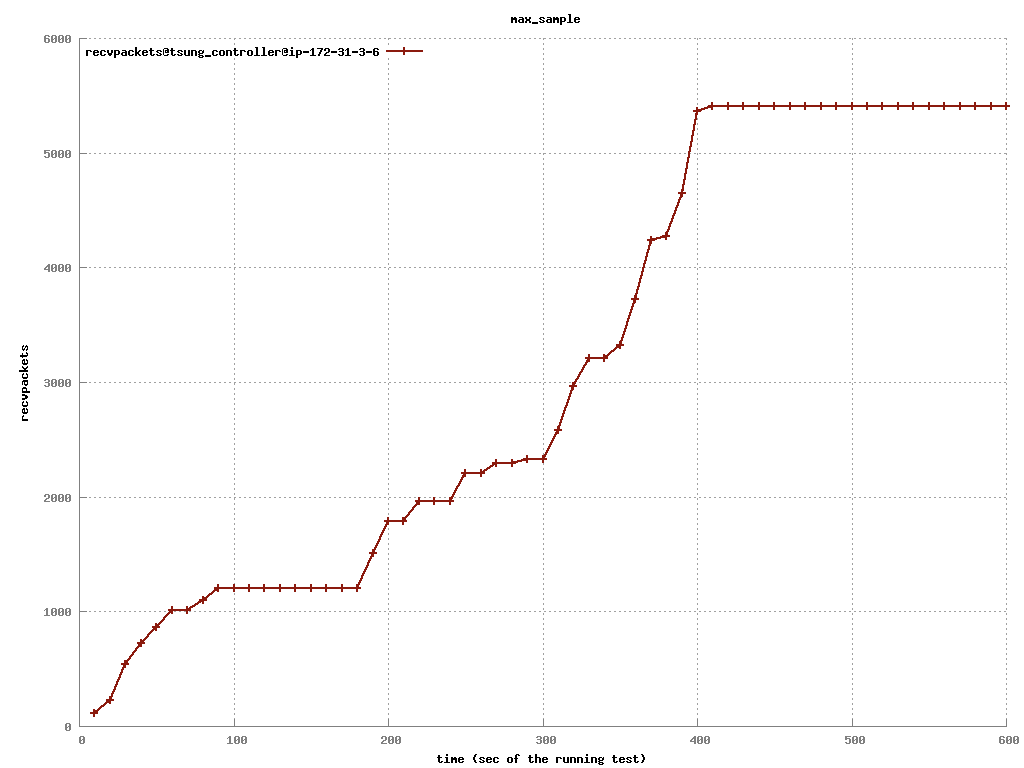 max_sample
6000
recvpackets@tsung_controller@ip-172-31-3-6
5000
4000
3000
2000
1000
0
recvpackets
0 100 200 300 400 500 600
time (sec of the running test)